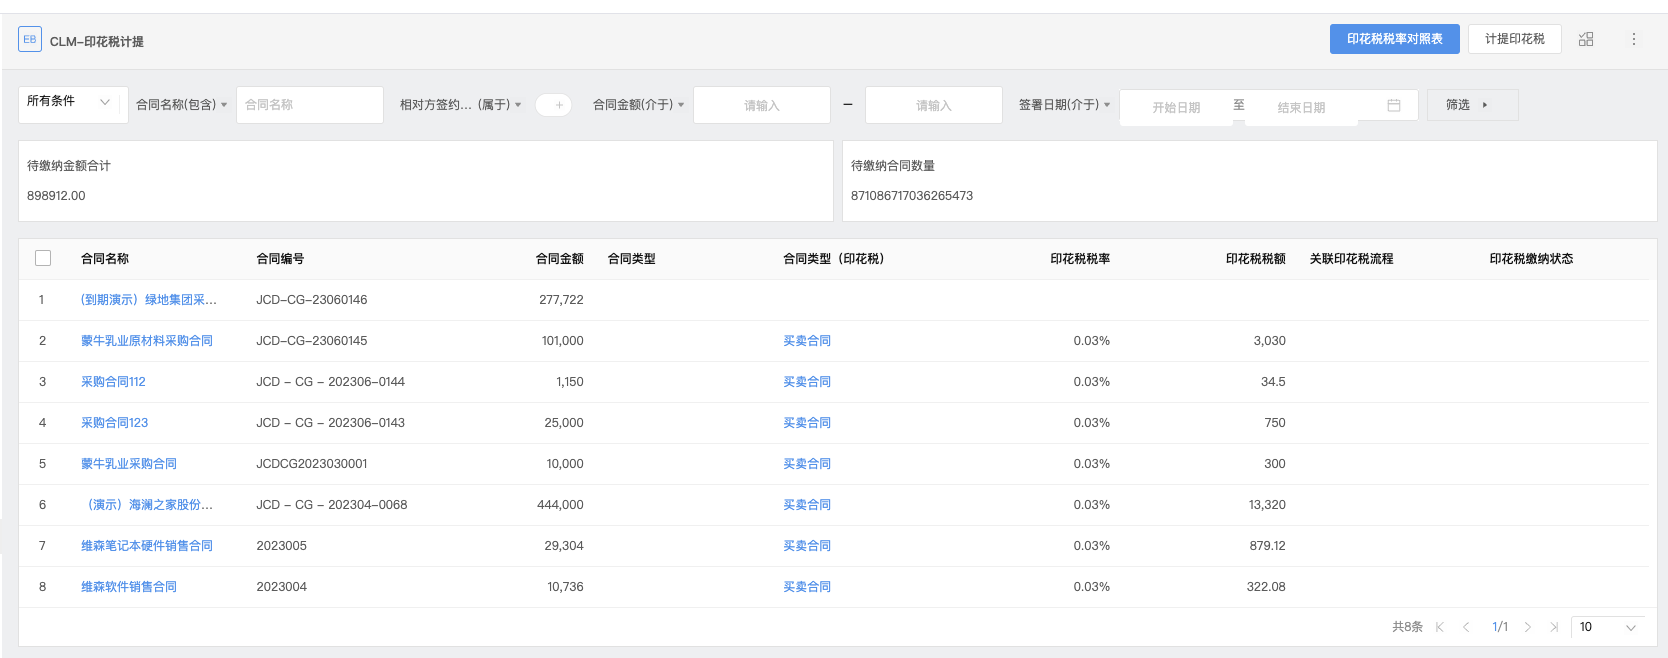 EB CLM-印花税计提 印花税税率对照表 计提印花税
所有条件 合同名称(包含) 合同名称 相对方签约... (属于) + 合同金额(介于) 请输入 – 请输入 签署日期(介于) 开始日期 至 结束日期 筛选
待缴纳金额合计 待缴纳合同数量
898912.00 871086717036265473
合同名称 合同编号 合同金额 合同类型 合同类型（印花税） 印花税税率 印花税税额 关联印花税流程 印花税缴纳状态
1 (到期演示）绿地集团采... JCD-CG-23060146 277,722
2 蒙牛乳业原材料采购合同 JCD-CG-23060145 101,000 买卖合同 0.03% 3,030
3 采购合同112 JCD - CG - 202306-0144 1,150 买卖合同 0.03% 34.5
4 采购合同123 JCD - CG - 202306-0143 25,000 买卖合同 0.03% 750
5 蒙牛乳业采购合同 JCDCG2023030001 10,000 买卖合同 0.03% 300
6 （演示）海澜之家股份... JCD - CG - 202304-0068 444,000 买卖合同 0.03% 13,320
7 维森笔记本硬件销售合同 2023005 29,304 买卖合同 0.03% 879.12
8 维森软件销售合同 2023004 10,736 买卖合同 0.03% 322.08
共8条 1/1 10